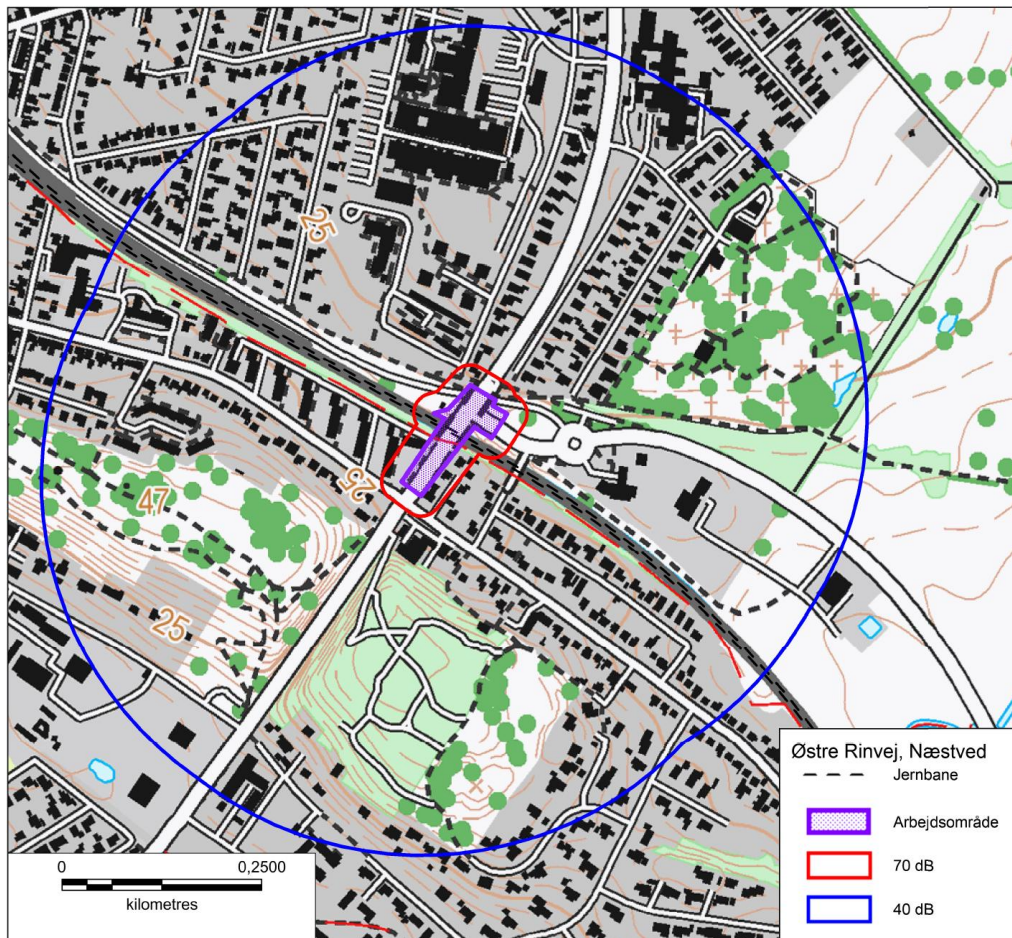 25
25
47
25
Østre Rinvej, Næstved
Jernbane
Arbejdsområde
70 dB
40 dB
0 0,2500
kilometres